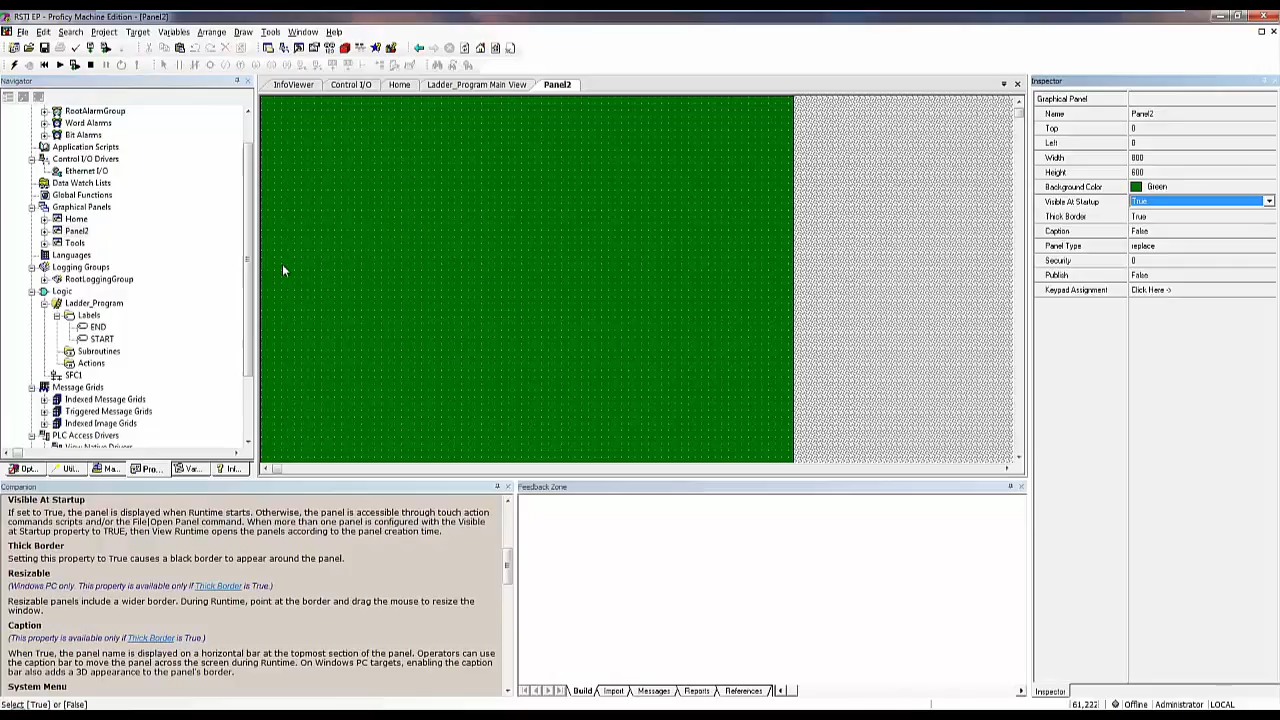 RSTI EP - Proficy Machine Edition - [Panel2]
File Edit Search Project Target Variables Arrange Draw Tools Window Help
Navigator
RootAlarmGroup
Word Alarms
Bit Alarms
Application Scripts
Control I/O Drivers
Ethernet I/O
Data Watch Lists
Global Functions
Graphical Panels
Home
Panel2
Tools
Languages
Logging Groups
RootLoggingGroup
Logic
Ladder_Program
Labels
END
START
Subroutines
Actions
SFC1
Message Grids
Indexed Message Grids
Triggered Message Grids
Indexed Image Grids
PLC Access Drivers
View Native Drivers
Opt... Util... Ma... Pro... Var... Inf...
InfoViewer Control I/O Home Ladder_Program Main View Panel2
Inspector
Graphical Panel
Name Panel2
Top 0
Left 0
Width 800
Height 600
Background Color Green
Visible At Startup True
Thick Border True
Caption False
Panel Type replace
Security 0
Publish False
Keypad Assignment Click Here ->
Inspector
Companion
Visible At Startup
If set to True, the panel is displayed when Runtime starts. Otherwise, the panel is accessible through touch action
commands scripts and/or the File|Open Panel command. When more than one panel is configured with the Visible
at Startup property to TRUE, then View Runtime opens the panels according to the panel creation time.
Thick Border
Setting this property to True causes a black border to appear around the panel.
Resizable
(Windows PC only. This property is available only if Thick Border is True.)
Resizable panels include a wider border. During Runtime, point at the border and drag the mouse to resize the
window.
Caption
(This property is available only if Thick Border is True.)
When True, the panel name is displayed on a horizontal bar at the topmost section of the panel. Operators can use
the caption bar to move the panel across the screen during Runtime. On Windows PC targets, enabling the caption
bar also adds a 3D appearance to the panel's border.
System Menu
Feedback Zone
Build Import Messages Reports References
Select [True] or [False]
61,222 Offline Administrator LOCAL